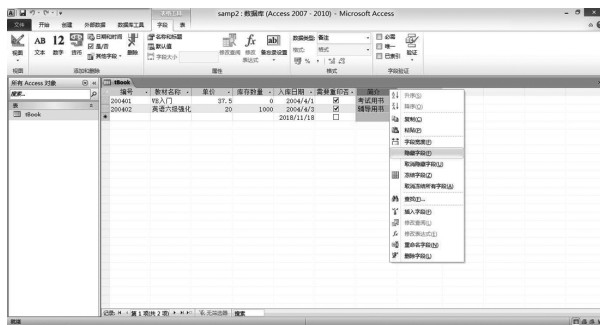 samp2 : 数据库 (Access 2007 - 2010) - Microsoft Access
文件 开始 创建 外部数据 数据库工具 字段 表
视图
AB 12
文本 数字 货币
日期和时间
是/否
其他字段
删除
名称和标题
默认值
字段大小
修改查阅 修改表达式 备注设置
数据类型: 备注
格式: 格式
必需
唯一
已索引
验证
视图 添加和删除 属性 格式 字段验证
所有 Access 对象
搜索...
表
tBook
tBook
编号 教材名称 单价 库存数量 入库日期 需要重印否 简介
200401 VB入门 37.5 0 2004/4/1 考试用书
200402 英语六级强化 20 1000 2004/4/3 辅导用书
2018/11/18
升序(S)
降序(O)
复制(C)
粘贴(P)
字段宽度(F)
隐藏字段(F)
取消隐藏字段(U)
冻结字段(Z)
取消冻结所有字段(A)
查找(F)...
插入字段(F)
修改查阅(L)
修改表达式(E)
重命名字段(N)
删除字段(L)
记录: 第 1 项(共 2 项) 无筛选器 搜索
就绪